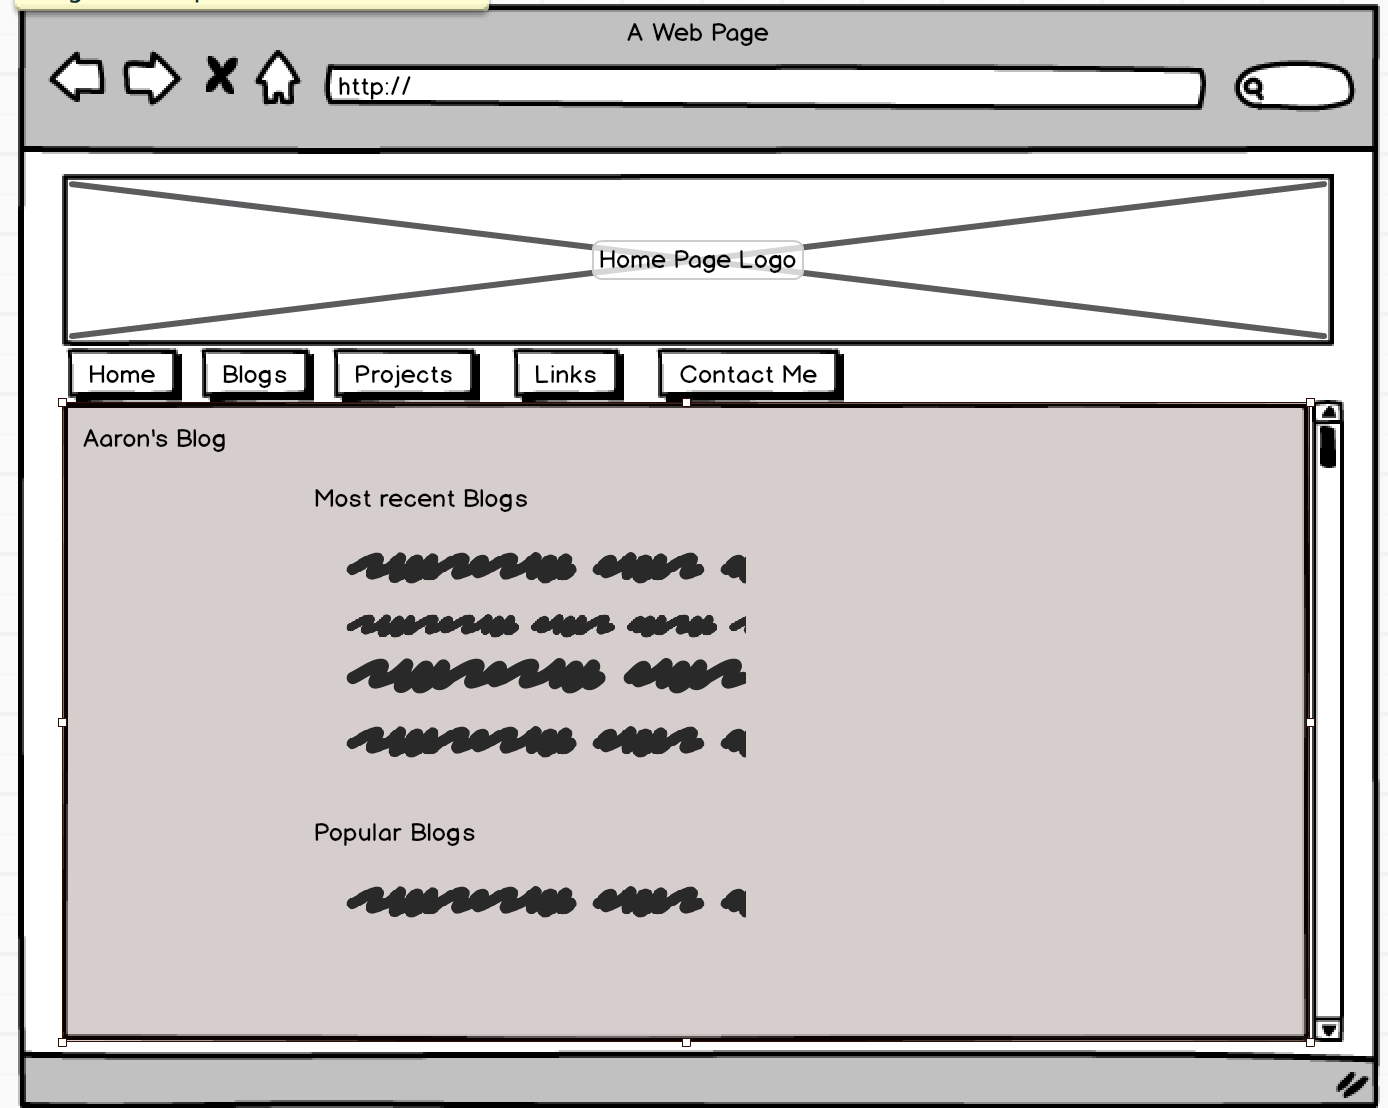 A Web Page
http://
Home Page Logo
Home
Blogs
Projects
Links
Contact Me
Aaron's Blog
Most recent Blogs
Popular Blogs